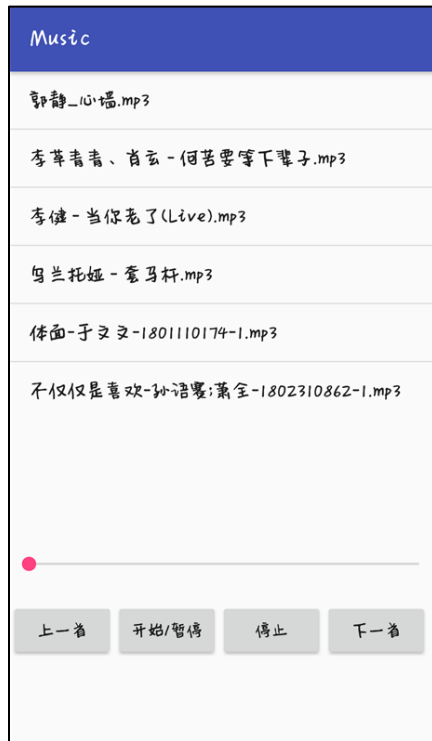 Music
郭静_心墙.mp3
李草青青、肖玄-何苦要等下辈子.mp3
李健-当你老了(Live).mp3
乌兰托娅-套马杆.mp3
体面-于文文-1801110174-1.mp3
不仅仅是喜欢-孙语赛;萧全-1802310862-1.mp3
上一首 开始/暂停 停止 下一首